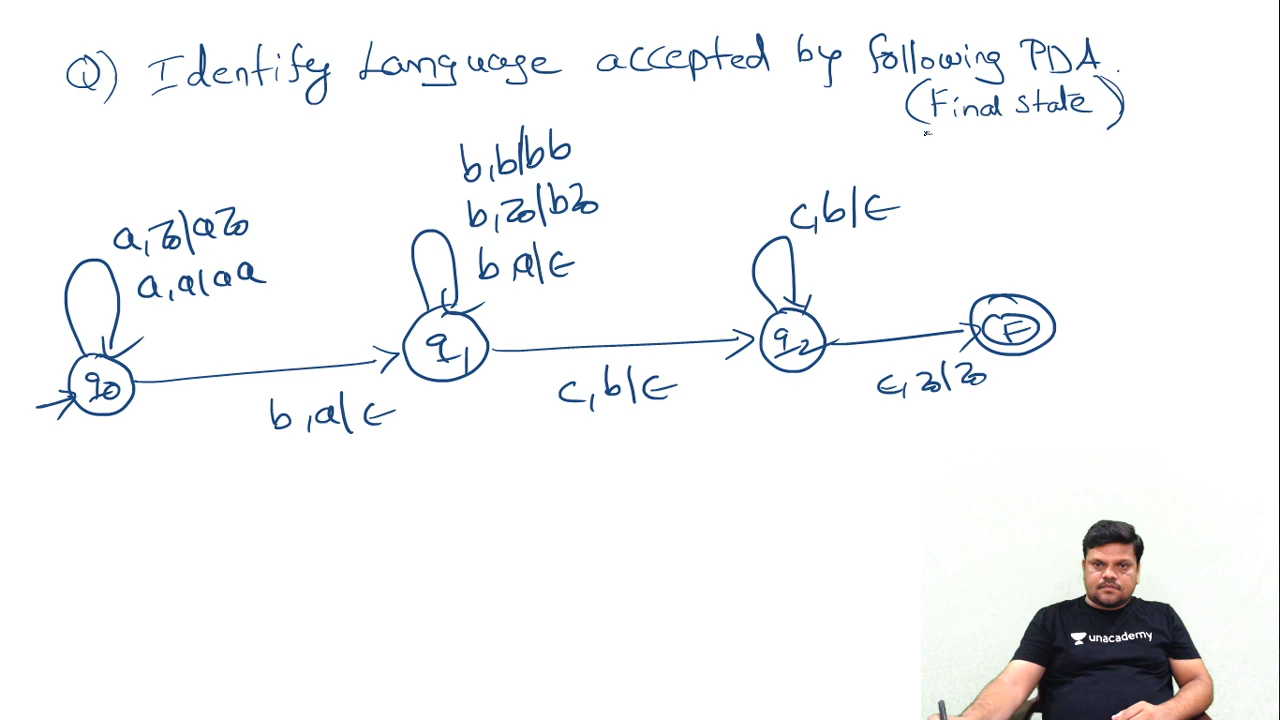 Q) Identify Language accepted by following PDA.
(Final state)
b,b/bb
b,z0/bz0
b,a/ε
a,z0/az0
a,a/aa
c,b/ε
q0
q1
q2
F
b,a/ε
c,b/ε
ε,z0/z0
unacademy